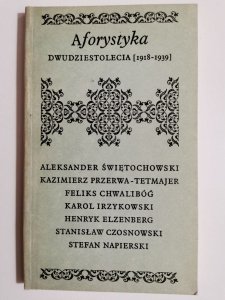 Aforystyka
DWUDZIESTOLECIA [1918-1939]
ALEKSANDER ŚWIĘTOCHOWSKI
KAZIMIERZ PRZERWA-TETMAJER
FELIKS CHWALIBÓG
KAROL IRZYKOWSKI
HENRYK ELZENBERG
STANISŁAW CZOSNOWSKI
STEFAN NAPIERSKI